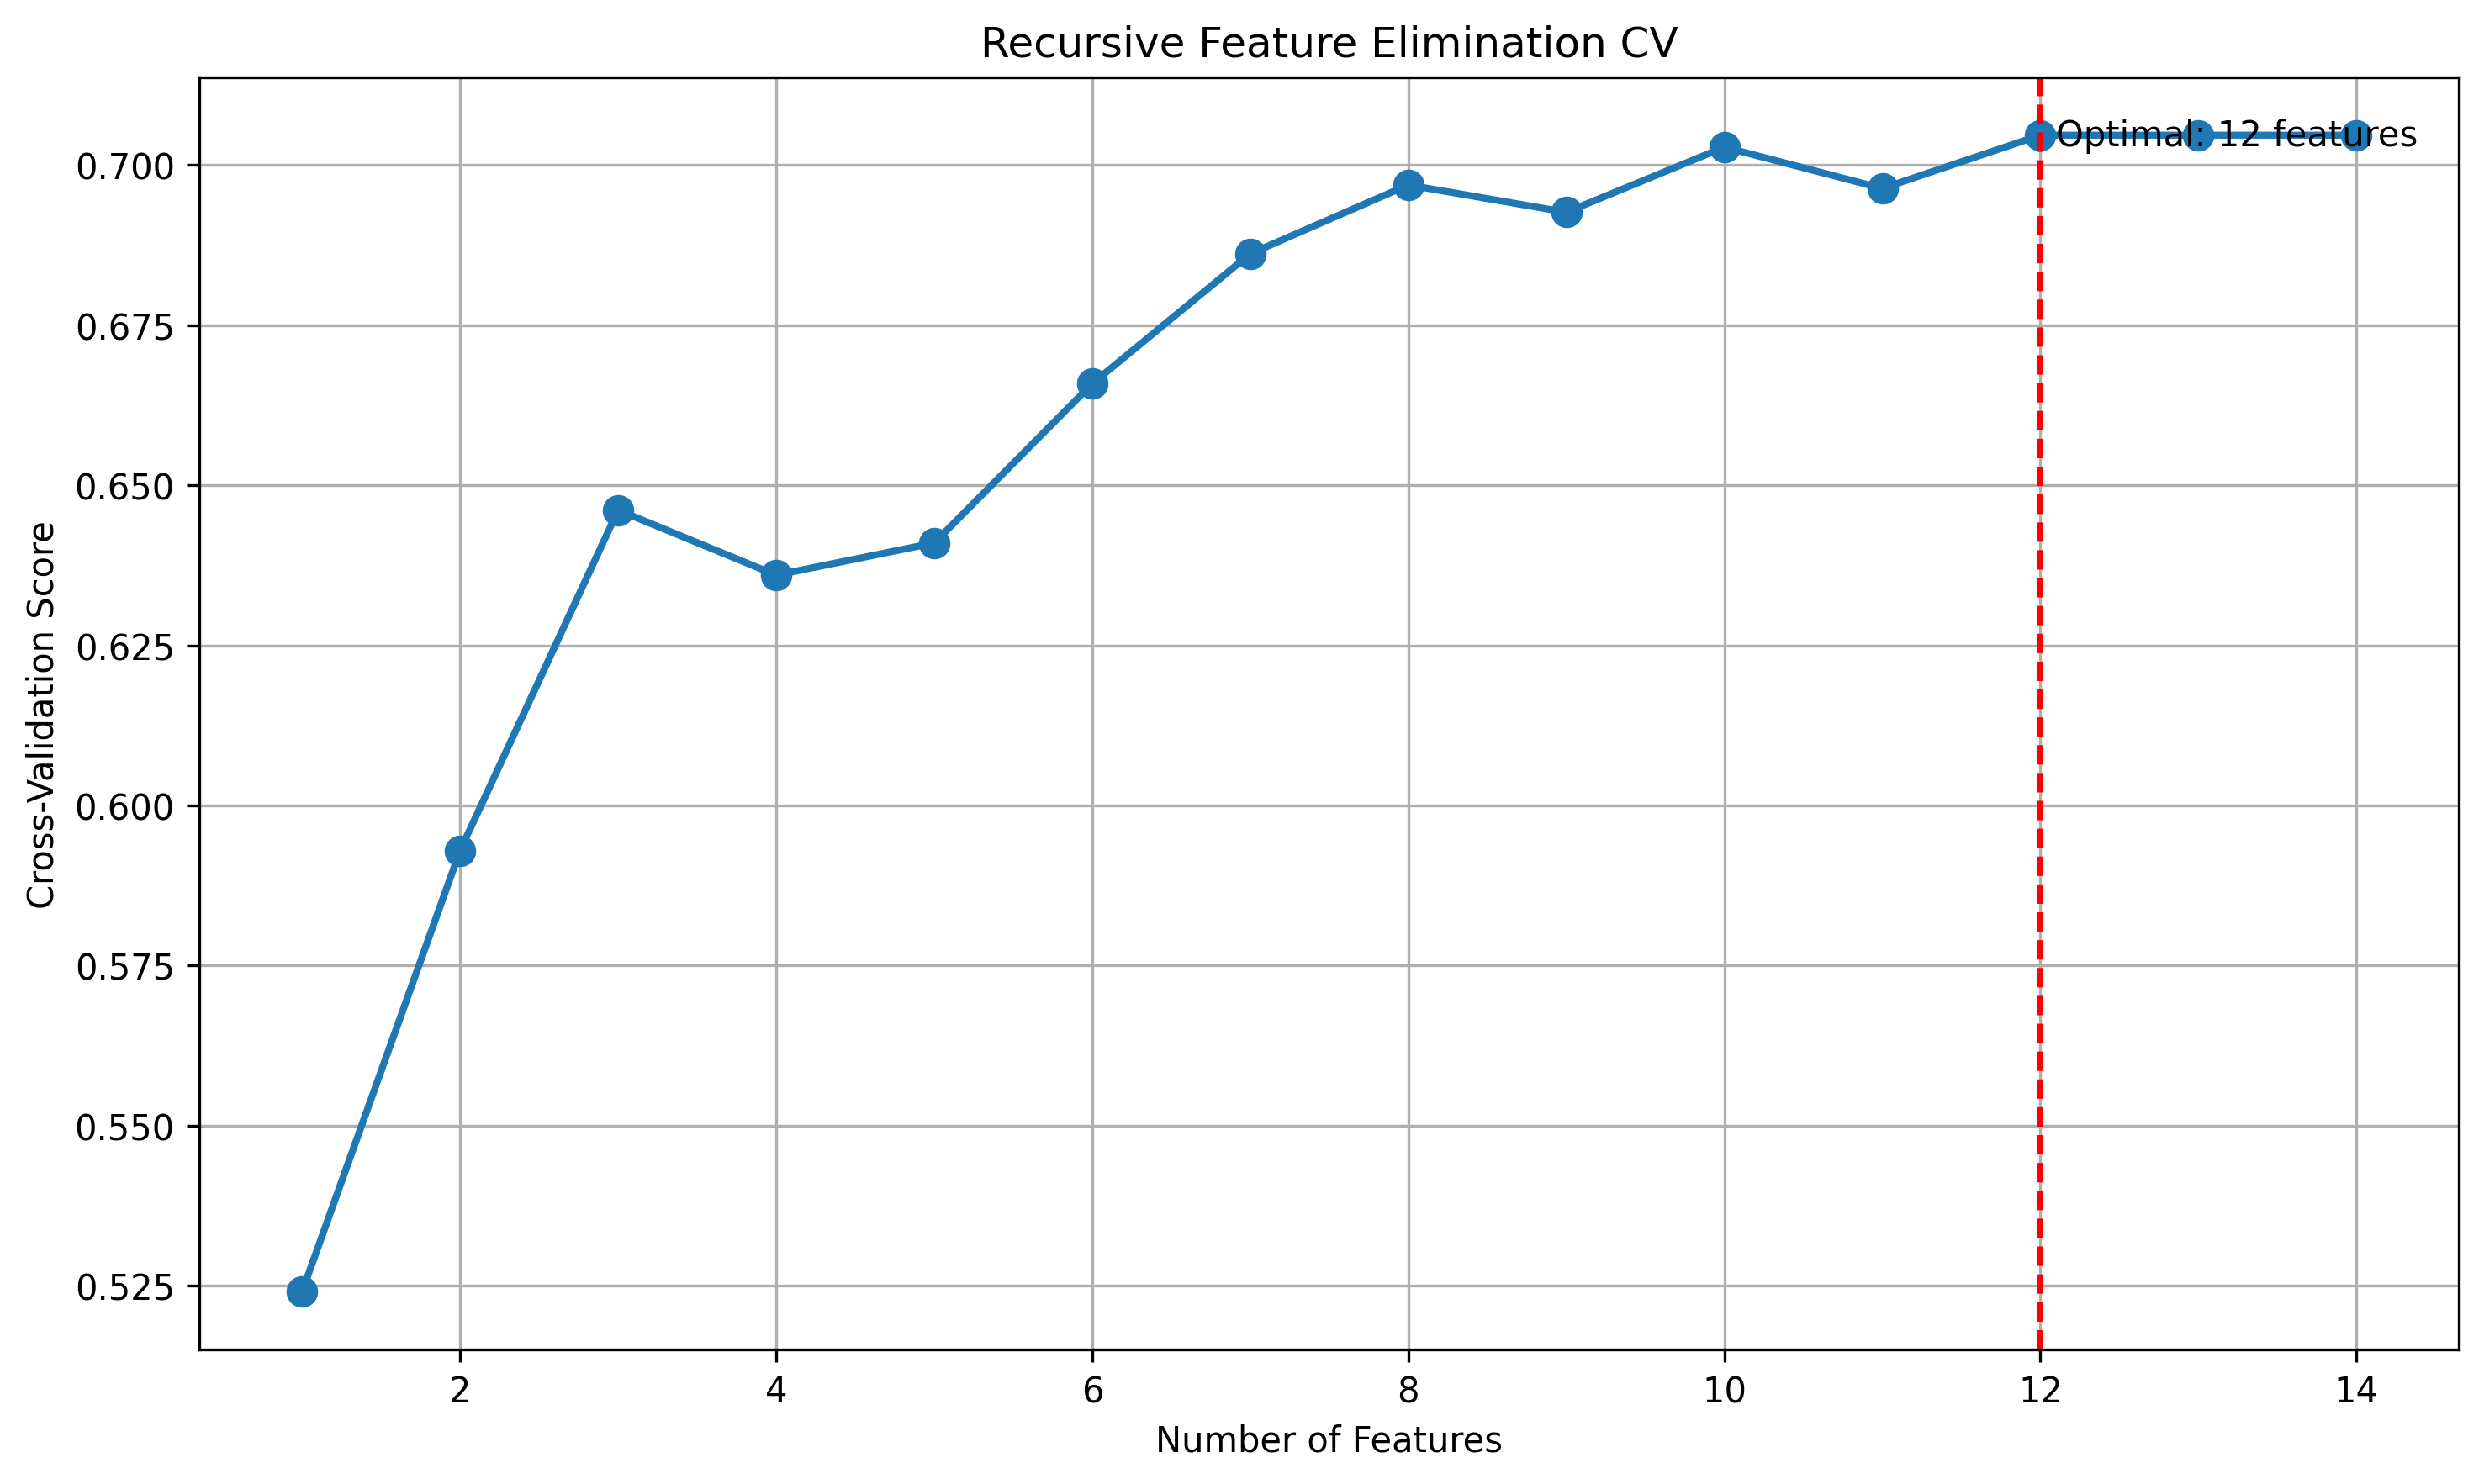 Recursive Feature Elimination CV
Optimal: 12 features
0.700
0.675
0.650
0.625
0.600
0.575
0.550
0.525
Cross-Validation Score
2 4 6 8 10 12 14
Number of Features